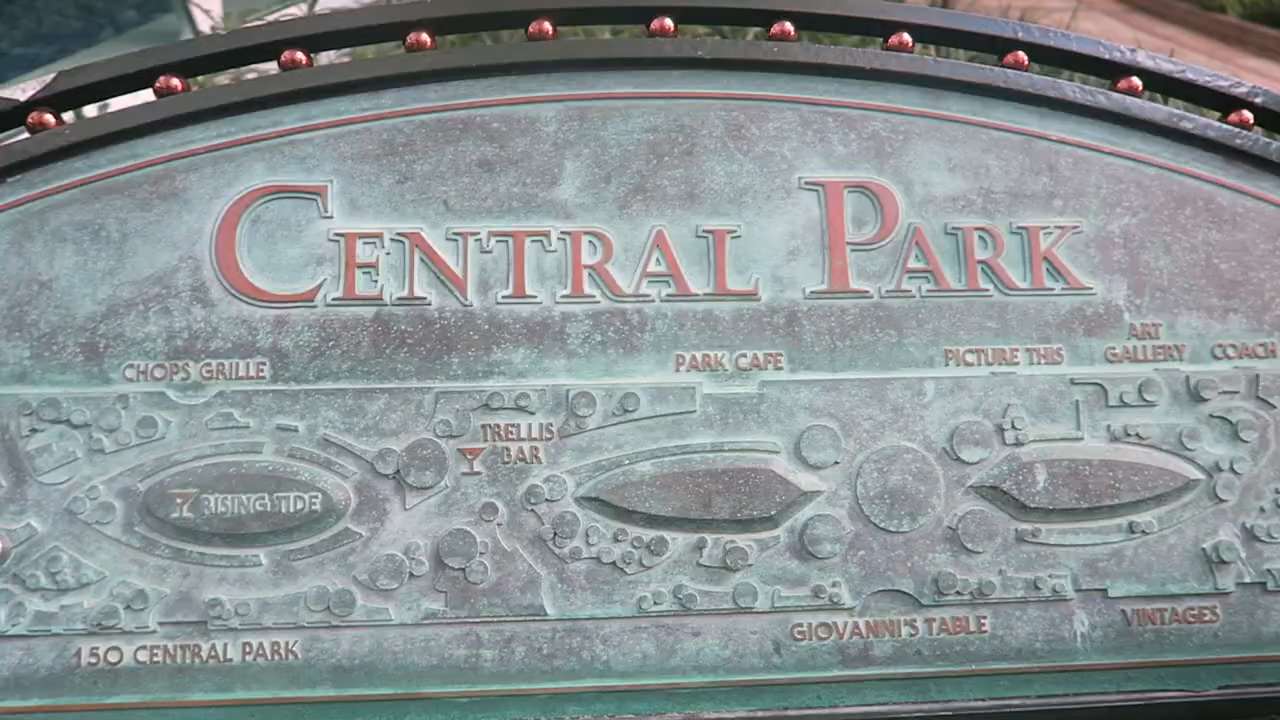 CENTRAL PARK
CHOPS GRILLE
PARK CAFE
PICTURE THIS
ART
GALLERY
COACH
TRELLIS
BAR
RISING TIDE
GIOVANNI'S TABLE
VINTAGES
150 CENTRAL PARK